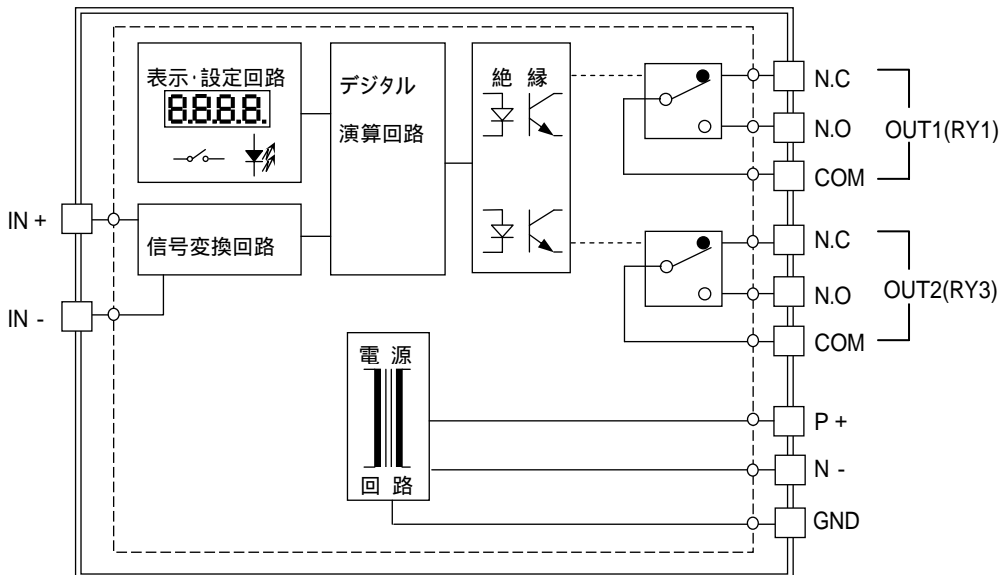 表示･設定回路
8.8.8.8.
デジタル
演算回路
絶 縁
信号変換回路
IN +
IN -
N.C
N.O
COM
OUT1(RY1)
N.C
N.O
COM
OUT2(RY3)
電 源
回 路
P +
N -
GND